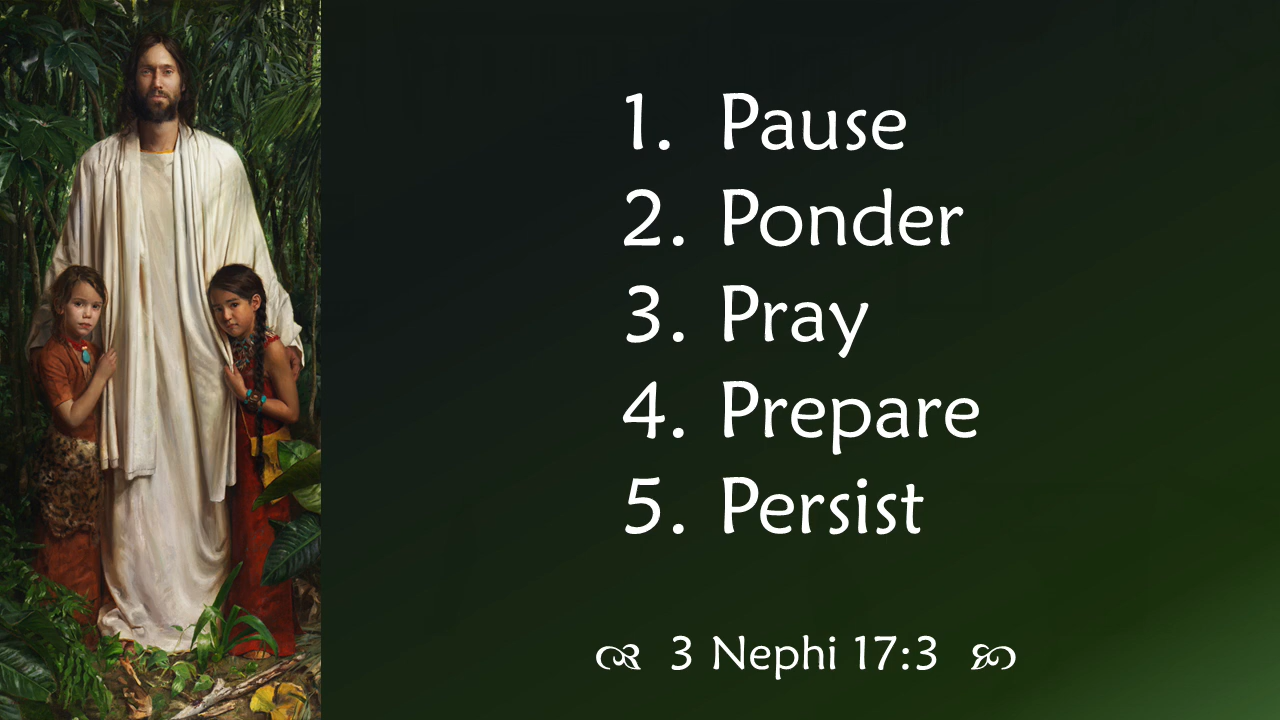 1. Pause
2. Ponder
3. Pray
4. Prepare
5. Persist
3 Nephi 17:3